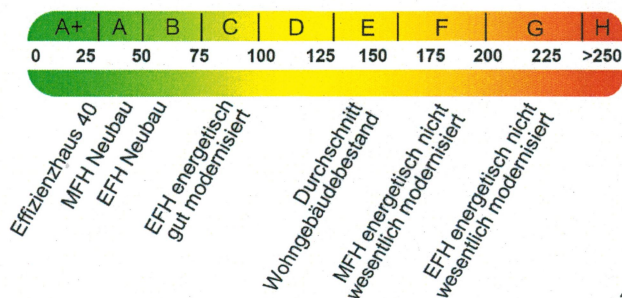 A+ A B C D E F G H
0 25 50 75 100 125 150 175 200 225 >250
Effizienzhaus 40
MFH Neubau
EFH Neubau
EFH energetisch
gut modernisiert
Durchschnitt
Wohngebäudebestand
MFH energetisch nicht
wesentlich modernisiert
EFH energetisch nicht
wesentlich modernisiert